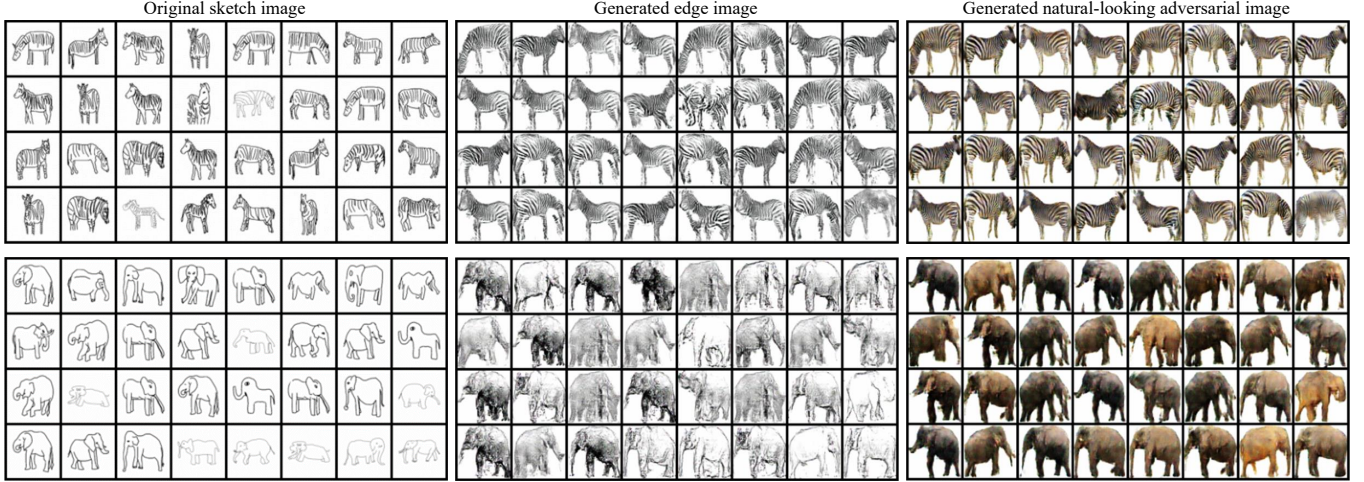 Original sketch image
Generated edge image
Generated natural-looking adversarial image